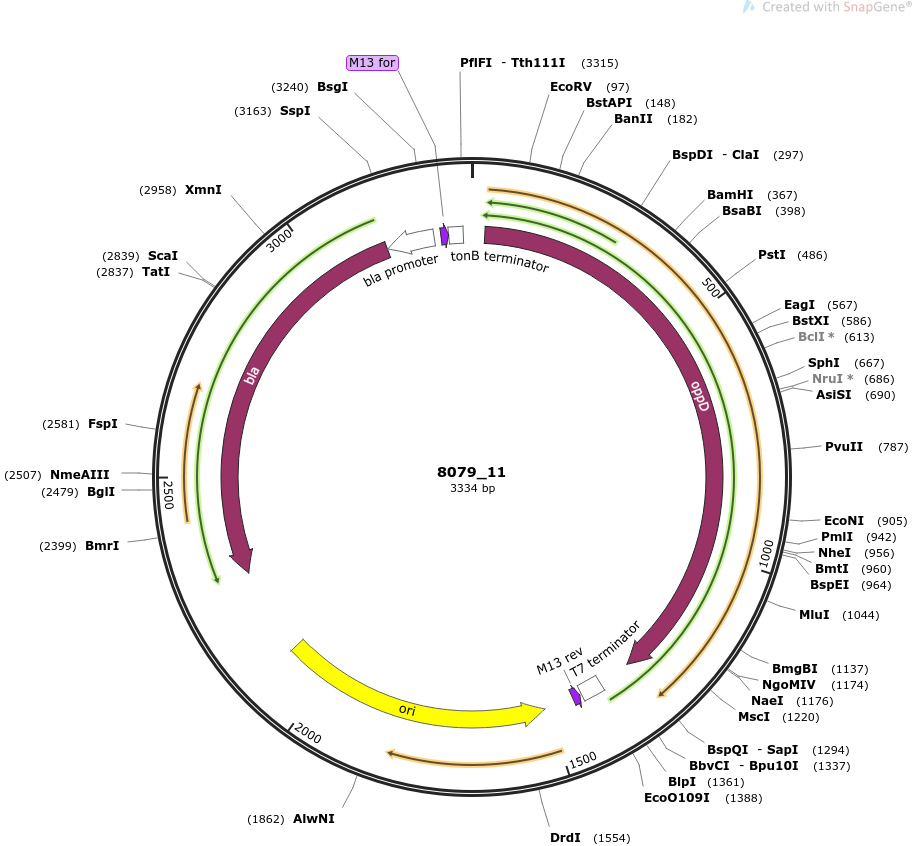 Created with SnapGene®
M13 for
PflFI - Tth111I (3315)
(3240) BsgI
(3163) SspI
EcoRV (97)
BstAPI (148)
BanII (182)
BspDI - ClaI (297)
BamHI (367)
BsaBI (398)
PstI (486)
EagI (567)
BstXI (586)
BclI * (613)
SphI (667)
NruI * (686)
AsiSI (690)
PvuII (787)
EcoNI (905)
PmlI (942)
NheI (956)
BmtI (960)
BspEI (964)
MluI (1044)
BmgBI (1137)
NgoMIV (1174)
NaeI (1176)
MscI (1220)
BspQI - SapI (1294)
BbvCI - Bpu10I (1337)
BlpI (1361)
EcoO109I (1388)
DrdI (1554)
(1862) AlwNI
(2399) BmrI
(2479) BglI
(2507) NmeAIII
(2581) FspI
(2837) TatI
(2839) ScaI
(2958) XmnI
500
1000
1500
2000
2500
3000
bla promoter
tonB terminator
bla
oppD
M13 rev
T7 terminator
ori
8079_11
3334 bp